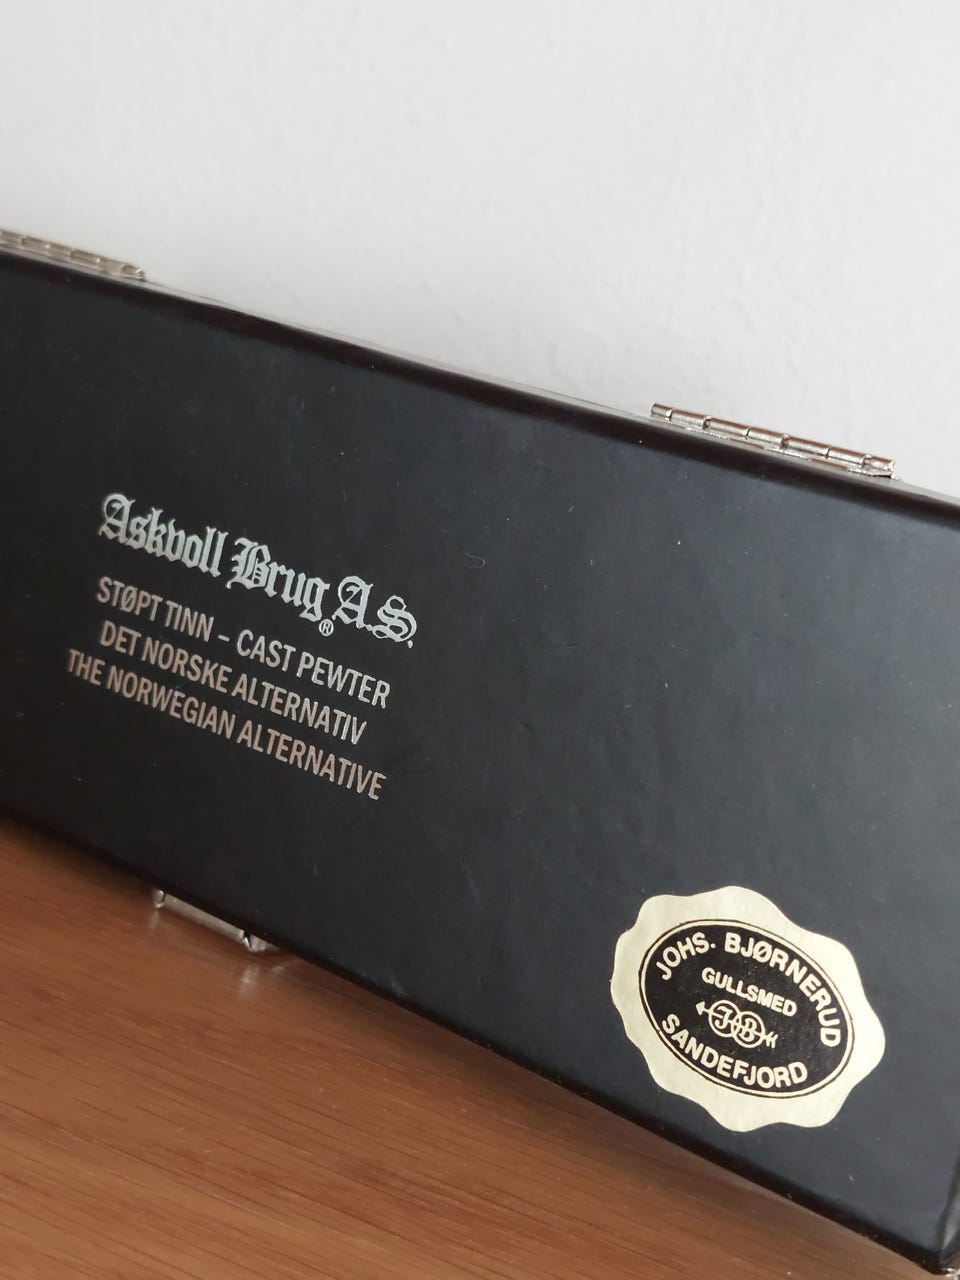 Askvoll Brug A.S.
®
STØPT TINN – CAST PEWTER
DET NORSKE ALTERNATIV
THE NORWEGIAN ALTERNATIVE
JOHS. BJØRNERUD
GULLSMED
JB
SANDEFJORD